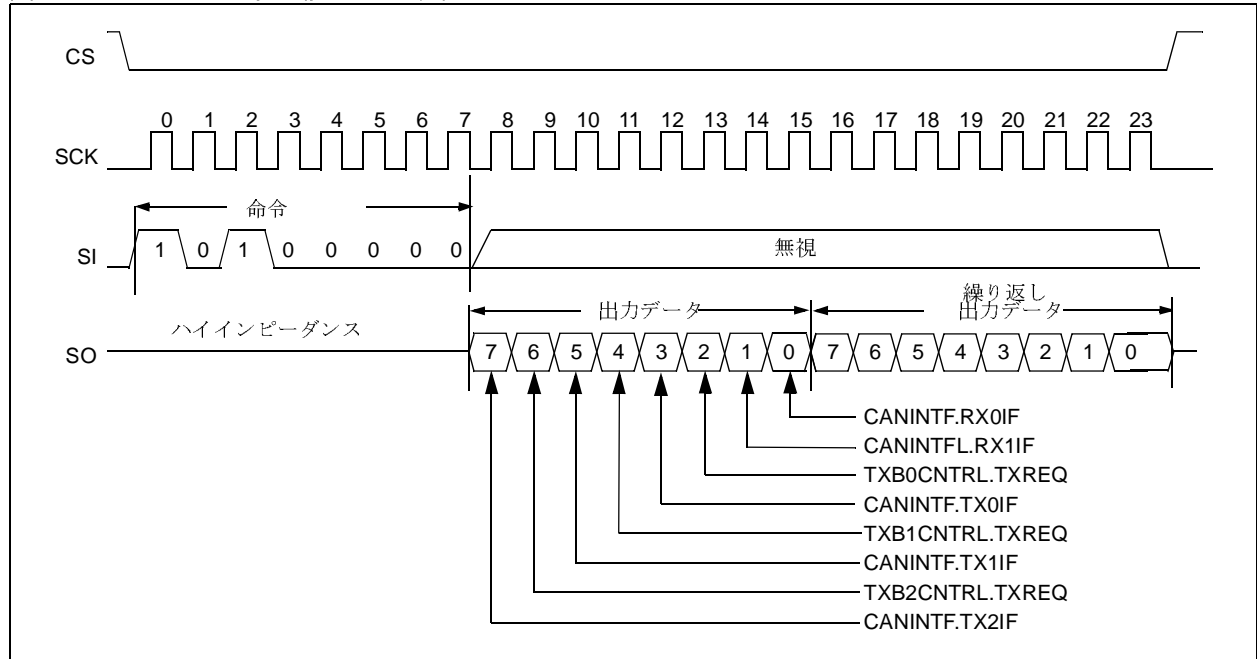 CS
0 1 2 3 4 5 6 7 8 9 10 11 12 13 14 15 16 17 18 19 20 21 22 23
SCK
命令
SI 1 0 1 0 0 0 0 0 無視
ハイインピーダンス
出力データ
繰り返し
出力データ
SO 7 6 5 4 3 2 1 0 7 6 5 4 3 2 1 0
CANINTF.RX0IF
CANINTFL.RX1IF
TXB0CNTRL.TXREQ
CANINTF.TX0IF
TXB1CNTRL.TXREQ
CANINTF.TX1IF
TXB2CNTRL.TXREQ
CANINTF.TX2IF